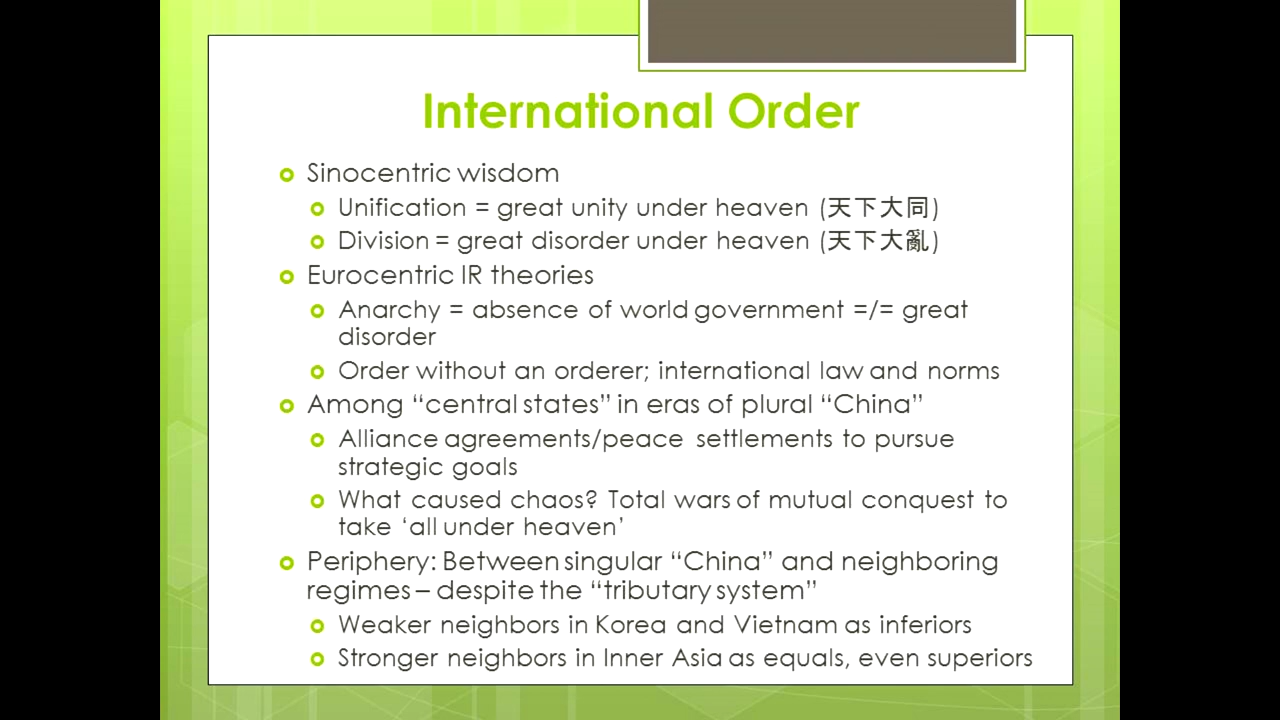 International Order
Sinocentric wisdom
Unification = great unity under heaven (天下大同)
Division = great disorder under heaven (天下大亂)
Eurocentric IR theories
Anarchy = absence of world government =/= great
disorder
Order without an orderer; international law and norms
Among “central states” in eras of plural “China”
Alliance agreements/peace settlements to pursue
strategic goals
What caused chaos? Total wars of mutual conquest to
take ‘all under heaven’
Periphery: Between singular “China” and neighboring
regimes – despite the “tributary system”
Weaker neighbors in Korea and Vietnam as inferiors
Stronger neighbors in Inner Asia as equals, even superiors